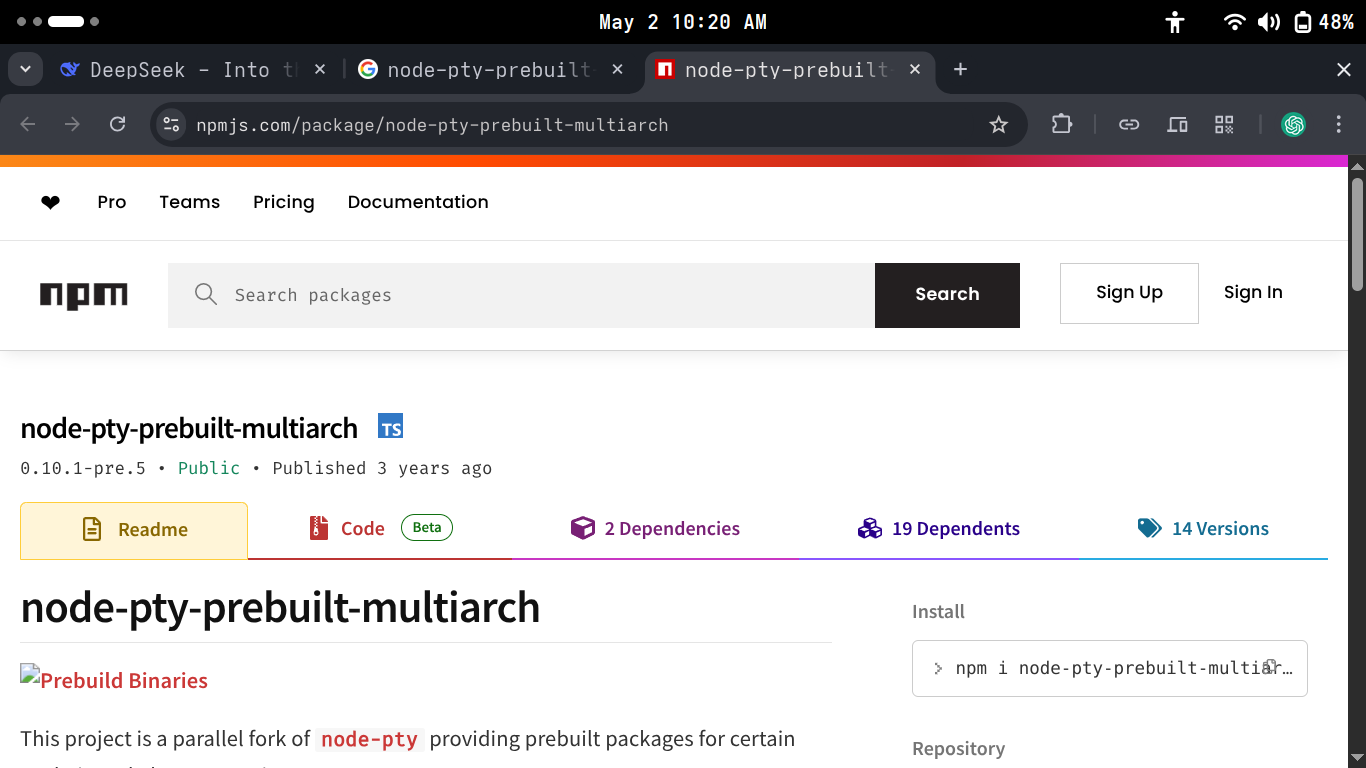 May 2 10:20 AM
48%
DeepSeek - Into
node-pty-prebuilt
node-pty-prebuilt
npmjs.com/package/node-pty-prebuilt-multiarch
Pro Teams Pricing Documentation
npm
Search packages
Search
Sign Up
Sign In
node-pty-prebuilt-multiarch
TS
0.10.1-pre.5 • Public • Published 3 years ago
Readme
Code Beta
2 Dependencies
19 Dependents
14 Versions
node-pty-prebuilt-multiarch
Install
> npm i node-pty-prebuilt-multiar…
Prebuild Binaries
This project is a parallel fork of node-pty providing prebuilt packages for certain
Repository